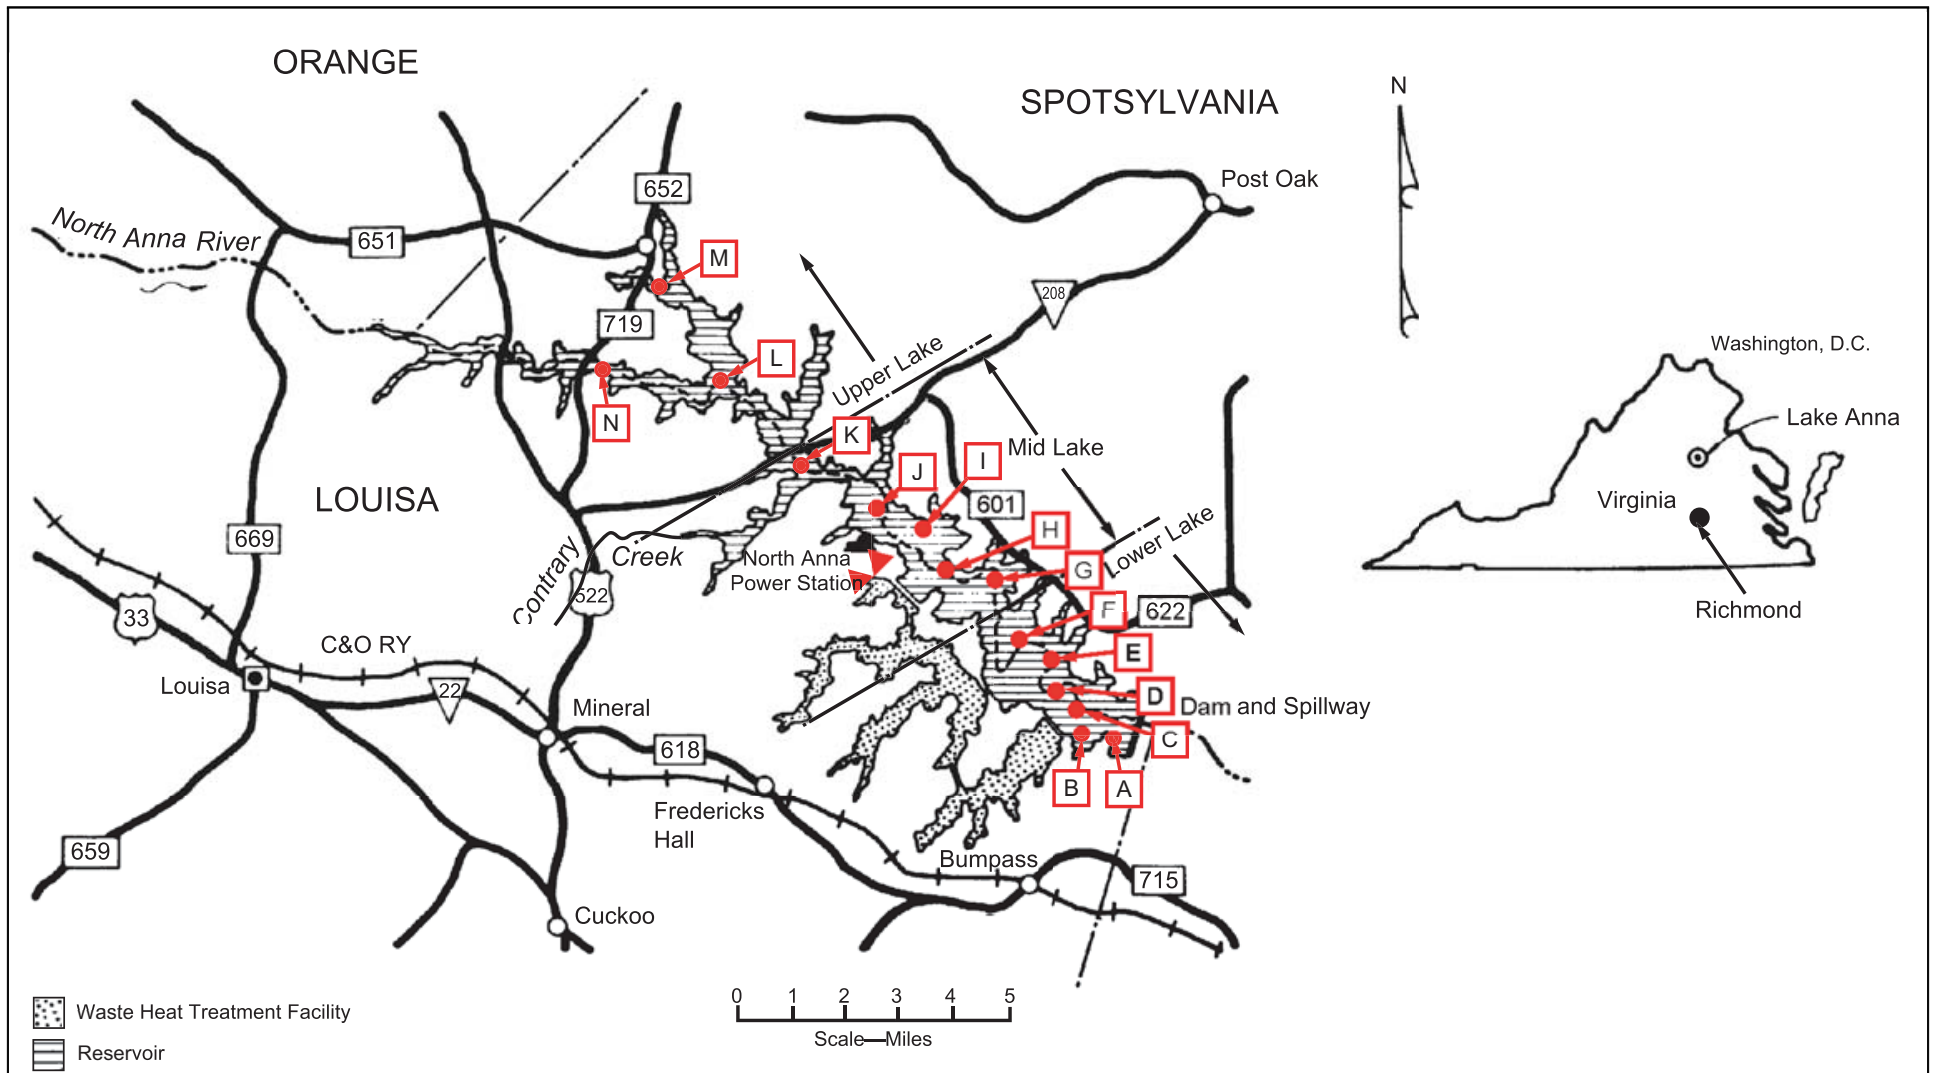 ORANGE
SPOTSYLVANIA
N
652
Post Oak
North Anna River
651
M
208
719
Upper Lake
Washington, D.C.
L
Lake Anna
N
K
Mid Lake
J
I
LOUISA
601
Virginia
669
H
Lower Lake
Contrary
Creek
North Anna
Power Station
G
522
33
F
622
Richmond
C&O RY
E
Louisa
22
D
Mineral
Dam and Spillway
618
C
B
A
Fredericks
Hall
659
Bumpass
715
Cuckoo
0 1 2 3 4 5
Scale—Miles
Waste Heat Treatment Facility
Reservoir